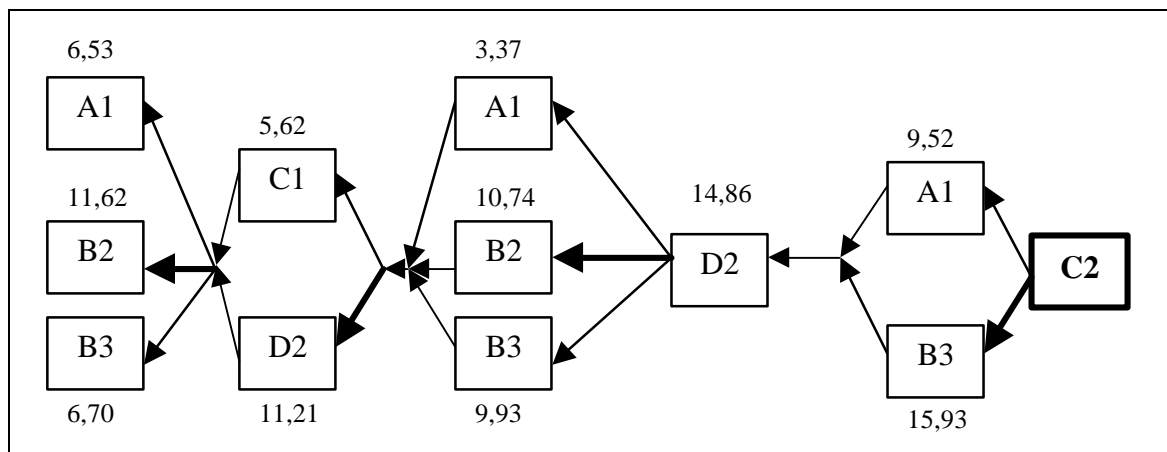 6,53
A1
11,62
B2
B3
6,70
5,62
C1
D2
11,21
3,37
A1
10,74
B2
B3
9,93
14,86
D2
9,52
A1
B3
15,93
C2